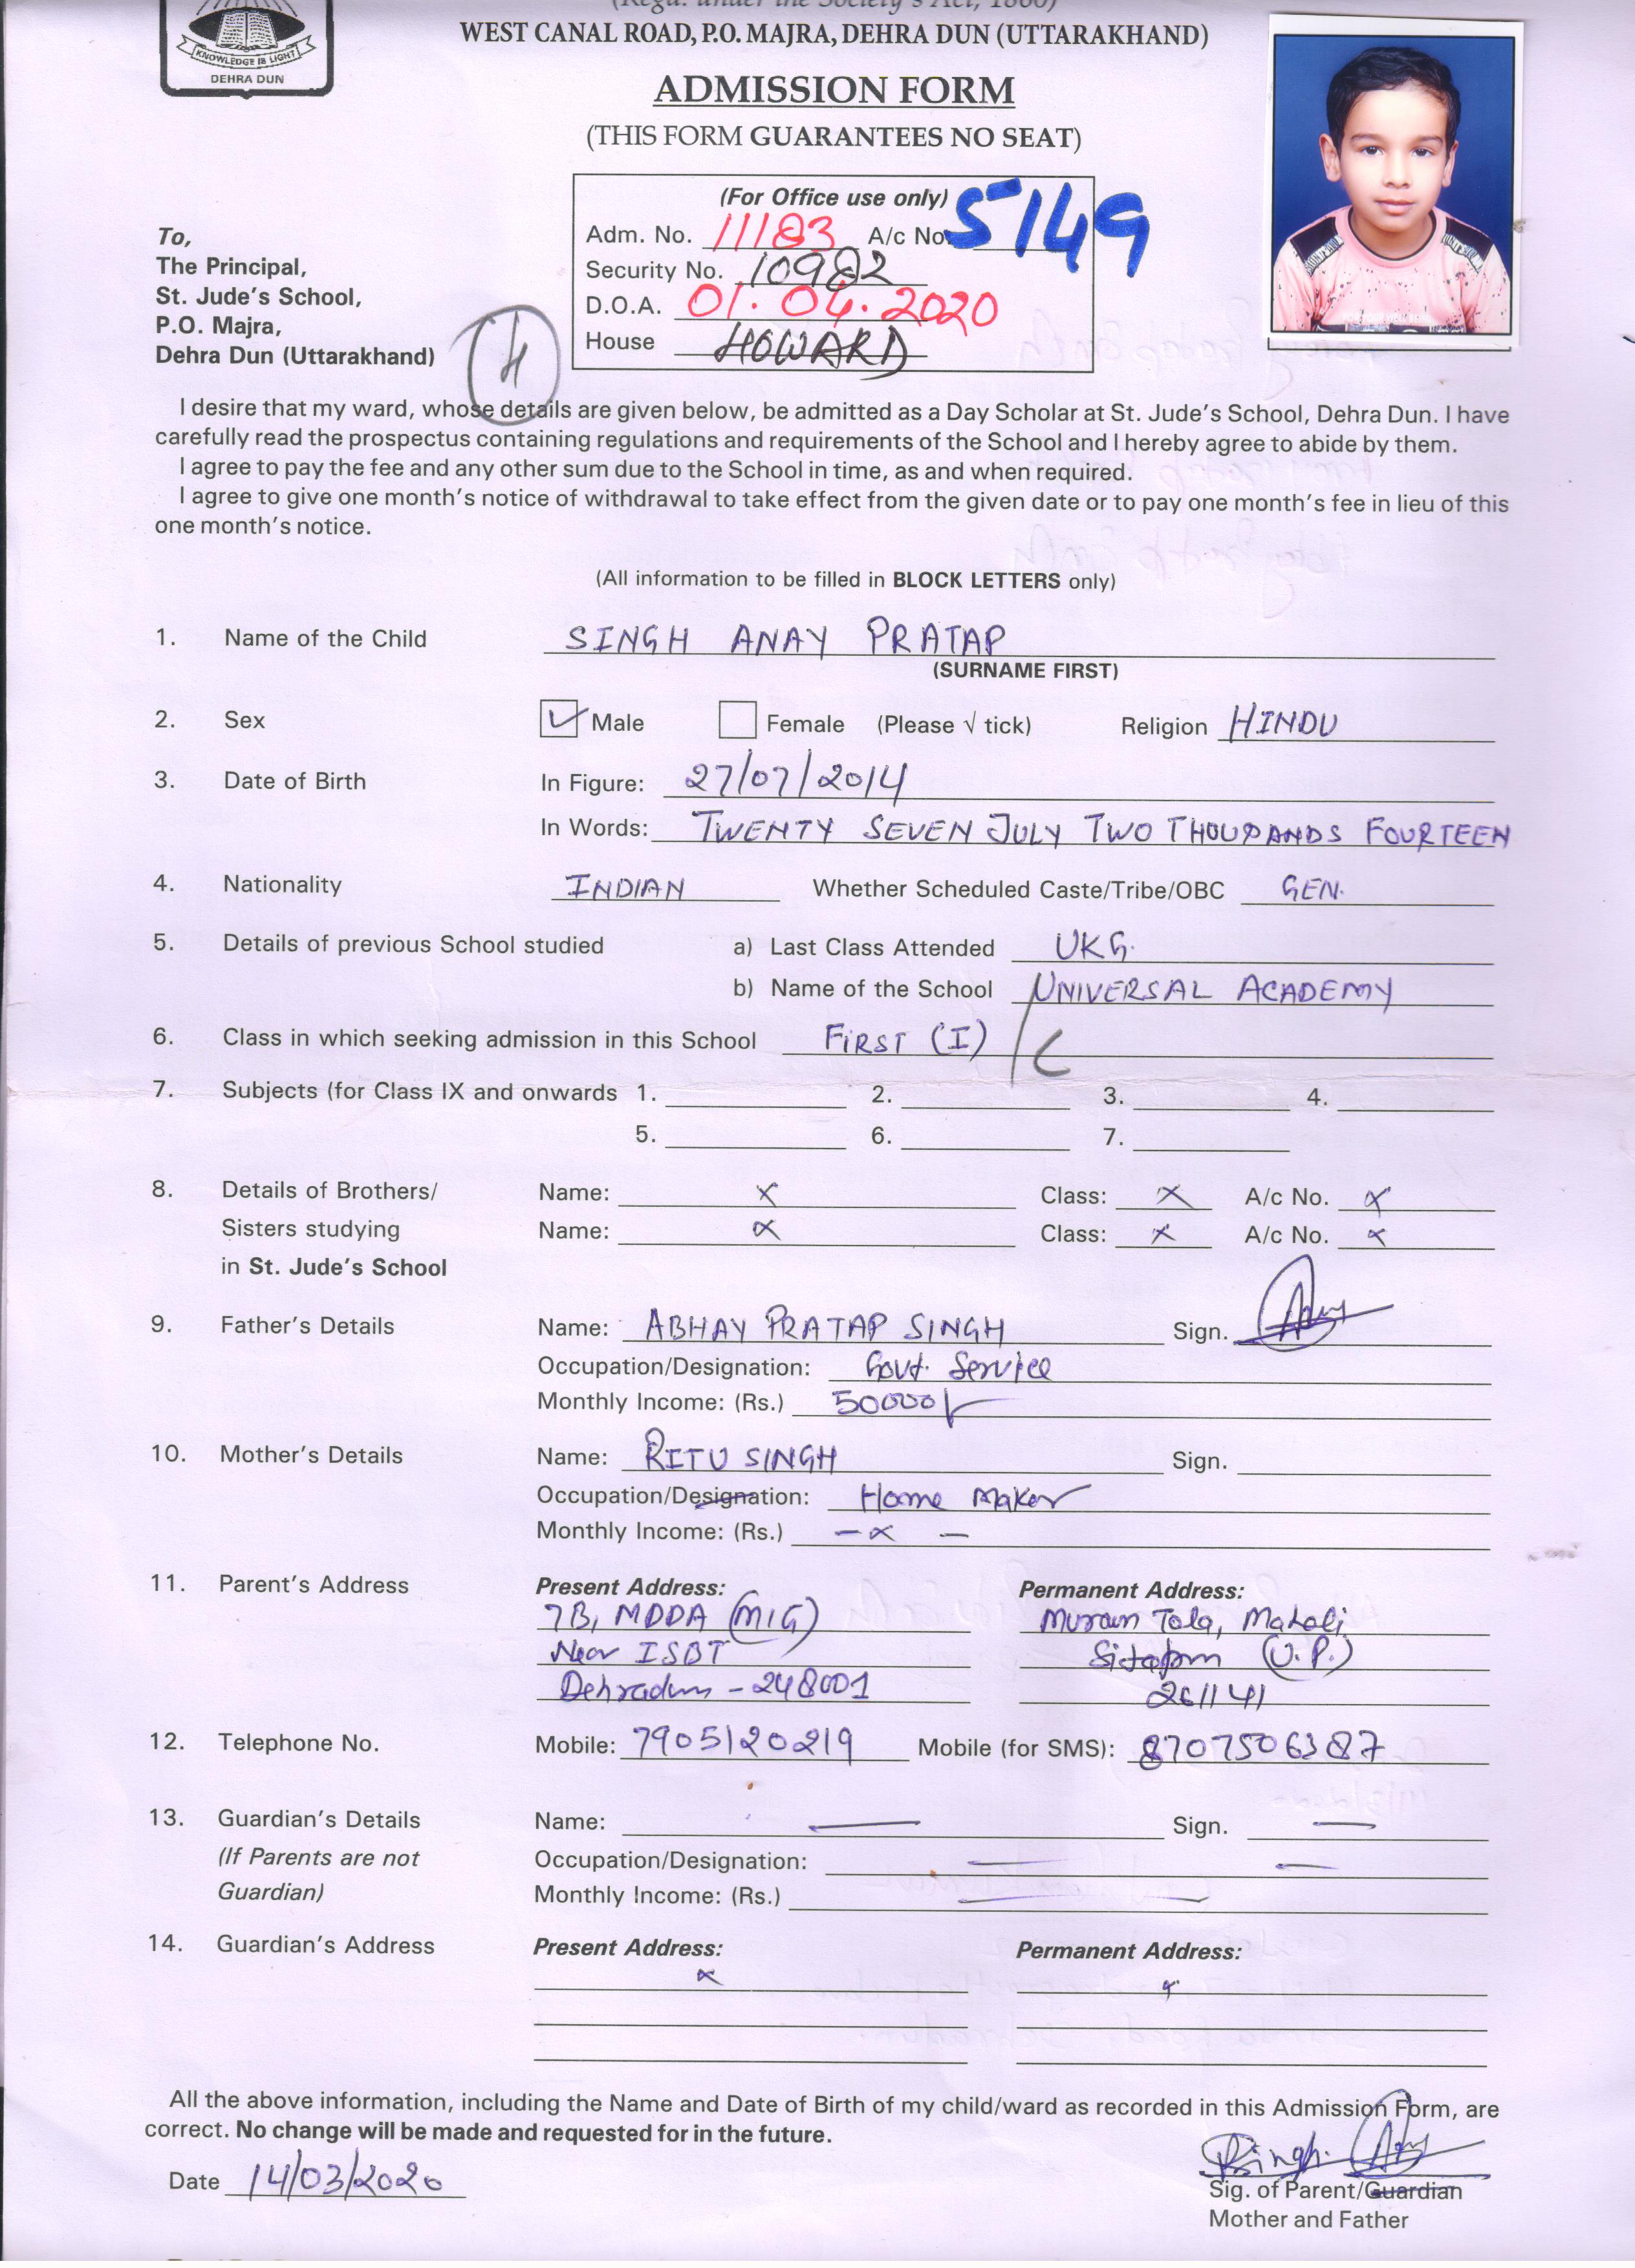 (Regd. under the Society's Act, 1860)
KNOWLEDGE IS LIGHT
DEHRA DUN
WEST CANAL ROAD, P.O. MAJRA, DEHRA DUN (UTTARAKHAND)
ADMISSION FORM
(THIS FORM GUARANTEES NO SEAT)
(For Office use only)
Adm. No. 11183 A/c No. 5149
Security No. 10982
D.O.A. 01.04.2020
House HOWARD
To,
The Principal,
St. Jude's School,
P.O. Majra,
Dehra Dun (Uttarakhand)
I desire that my ward, whose details are given below, be admitted as a Day Scholar at St. Jude's School, Dehra Dun. I have
carefully read the prospectus containing regulations and requirements of the School and I hereby agree to abide by them.
I agree to pay the fee and any other sum due to the School in time, as and when required.
I agree to give one month's notice of withdrawal to take effect from the given date or to pay one month's fee in lieu of this
one month's notice.
(All information to be filled in BLOCK LETTERS only)
1. Name of the Child SINGH ANAY PRATAP
(SURNAME FIRST)
2. Sex Male Female (Please √ tick) Religion HINDU
3. Date of Birth In Figure: 27/07/2014
In Words: TWENTY SEVEN JULY TWO THOUSANDS FOURTEEN
4. Nationality INDIAN Whether Scheduled Caste/Tribe/OBC GEN.
5. Details of previous School studied a) Last Class Attended UKG.
b) Name of the School UNIVERSAL ACADEMY
6. Class in which seeking admission in this School FIRST (I) / C
7. Subjects (for Class IX and onwards 1. 2. 3. 4.
5. 6. 7.
8. Details of Brothers/ Name: x Class: x A/c No. x
Sisters studying Name: x Class: x A/c No. x
in St. Jude's School
9. Father's Details Name: ABHAY PRATAP SINGH Sign.
Occupation/Designation: Govt. Service
Monthly Income: (Rs.) 50000/-
10. Mother's Details Name: RITU SINGH Sign.
Occupation/Designation: Home Maker
Monthly Income: (Rs.) — x —
11. Parent's Address Present Address: Permanent Address:
7B, MDDA (MIG) Muran Tola, Maholi,
Near ISBT Sitapur (U.P.)
Dehradun - 248001 261141
12. Telephone No. Mobile: 7905120219 Mobile (for SMS): 8707506387
13. Guardian's Details Name: — Sign. —
(If Parents are not Occupation/Designation: — —
Guardian) Monthly Income: (Rs.) —
14. Guardian's Address Present Address: Permanent Address:
x x
All the above information, including the Name and Date of Birth of my child/ward as recorded in this Admission Form, are
correct. No change will be made and requested for in the future.
Date 14/03/2020 RSingh.
Sig. of Parent/Guardian
Mother and Father